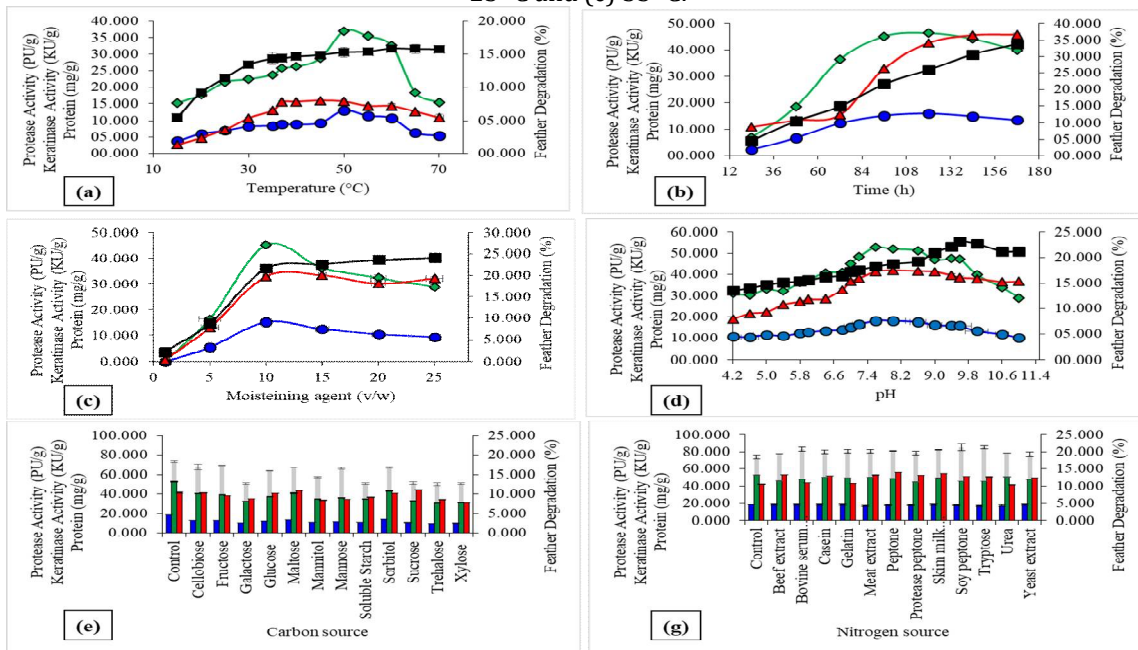 28 °C and (f) 55 °C.
Protease Activity (PU/g)
Keratinase Activity (KU/g)
Protein (mg/g)
40.000
35.000
30.000
25.000
20.000
15.000
10.000
05.000
00.000
20.000
15.000
10.000
05.000
00.000
Feather Degradation (%)
10 30 50 70
Temperature (°C)
(a)
Protease Activity (PU/g)
Keratinase Activity (KU/g)
Protein (mg/g)
50.000
40.000
30.000
20.000
10.000
00.000
40.000
35.000
30.000
25.000
20.000
15.000
10.000
05.000
00.000
Feather Degradation (%)
12 36 60 84 108 132 156 180
Time (h)
(b)
Protease Activity (PU/g)
Keratinase Activity (KU/g)
Protein (mg/g)
50.000
40.000
30.000
20.000
10.000
0.000
30.000
25.000
20.000
15.000
10.000
5.000
0.000
Feather Degradation (%)
0 5 10 15 20 25
Moisteining agent (v/w)
(c)
Protease Activity (PU/g)
Keratinase Activity (KU/g)
Protein (mg/g)
60.000
50.000
40.000
30.000
20.000
10.000
00.000
25.000
20.000
15.000
10.000
5.000
0.000
Feather Degradation (%)
4.2 5.0 5.8 6.6 7.4 8.2 9.0 9.8 10.6 11.4
pH
(d)
Protease Activity (PU/g)
Keratinase Activity (KU/g)
Protein (mg/g)
100.000
80.000
60.000
40.000
20.000
0.000
25.000
20.000
15.000
10.000
5.000
0.000
Feather Degradation (%)
Control
Cellobiose
Fructose
Galactose
Glucose
Maltose
Mannitol
Mannose
Soluble Starch
Sorbitol
Sucrose
Trehalose
Xylose
Carbon source
(e)
Protease Activity (PU/g)
Keratinase Activity (KU/g)
Protein (mg/g)
100.000
80.000
60.000
40.000
20.000
0.000
25.000
20.000
15.000
10.000
5.000
0.000
Feather Degradation (%)
Control
Beef extract
Bovine serum..
Casein
Gelatin
Meat extract
Peptone
Protease peptone
Skim milk..
Soy peptone
Tryptose
Urea
Yeast extract
Nitrogen source
(g)